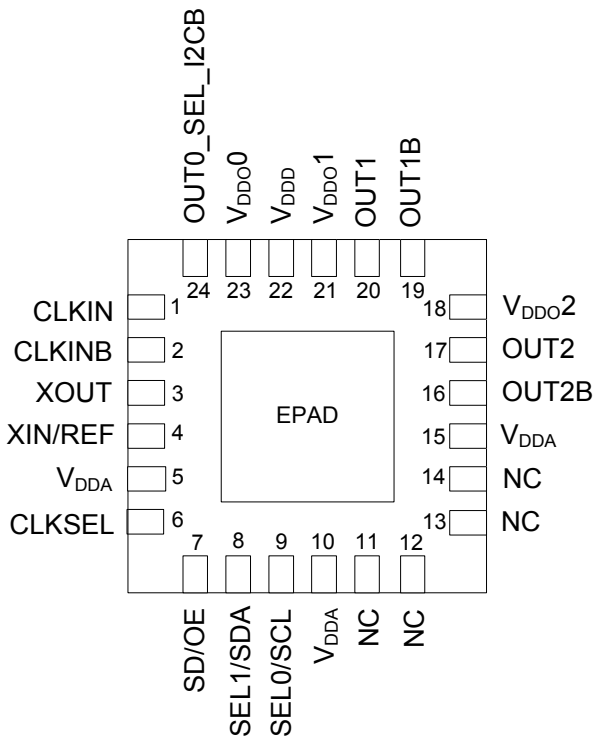 OUT0_SEL_I2CB
VDDO0
VDDD
VDDO1
OUT1
OUT1B
24
23
22
21
20
19
CLKIN
1
CLKINB
2
XOUT
3
XIN/REF
4
VDDA
5
CLKSEL
6
EPAD
18
VDDO2
17
OUT2
16
OUT2B
15
VDDA
14
NC
13
NC
7
8
9
10
11
12
SD/OE
SEL1/SDA
SEL0/SCL
VDDA
NC
NC